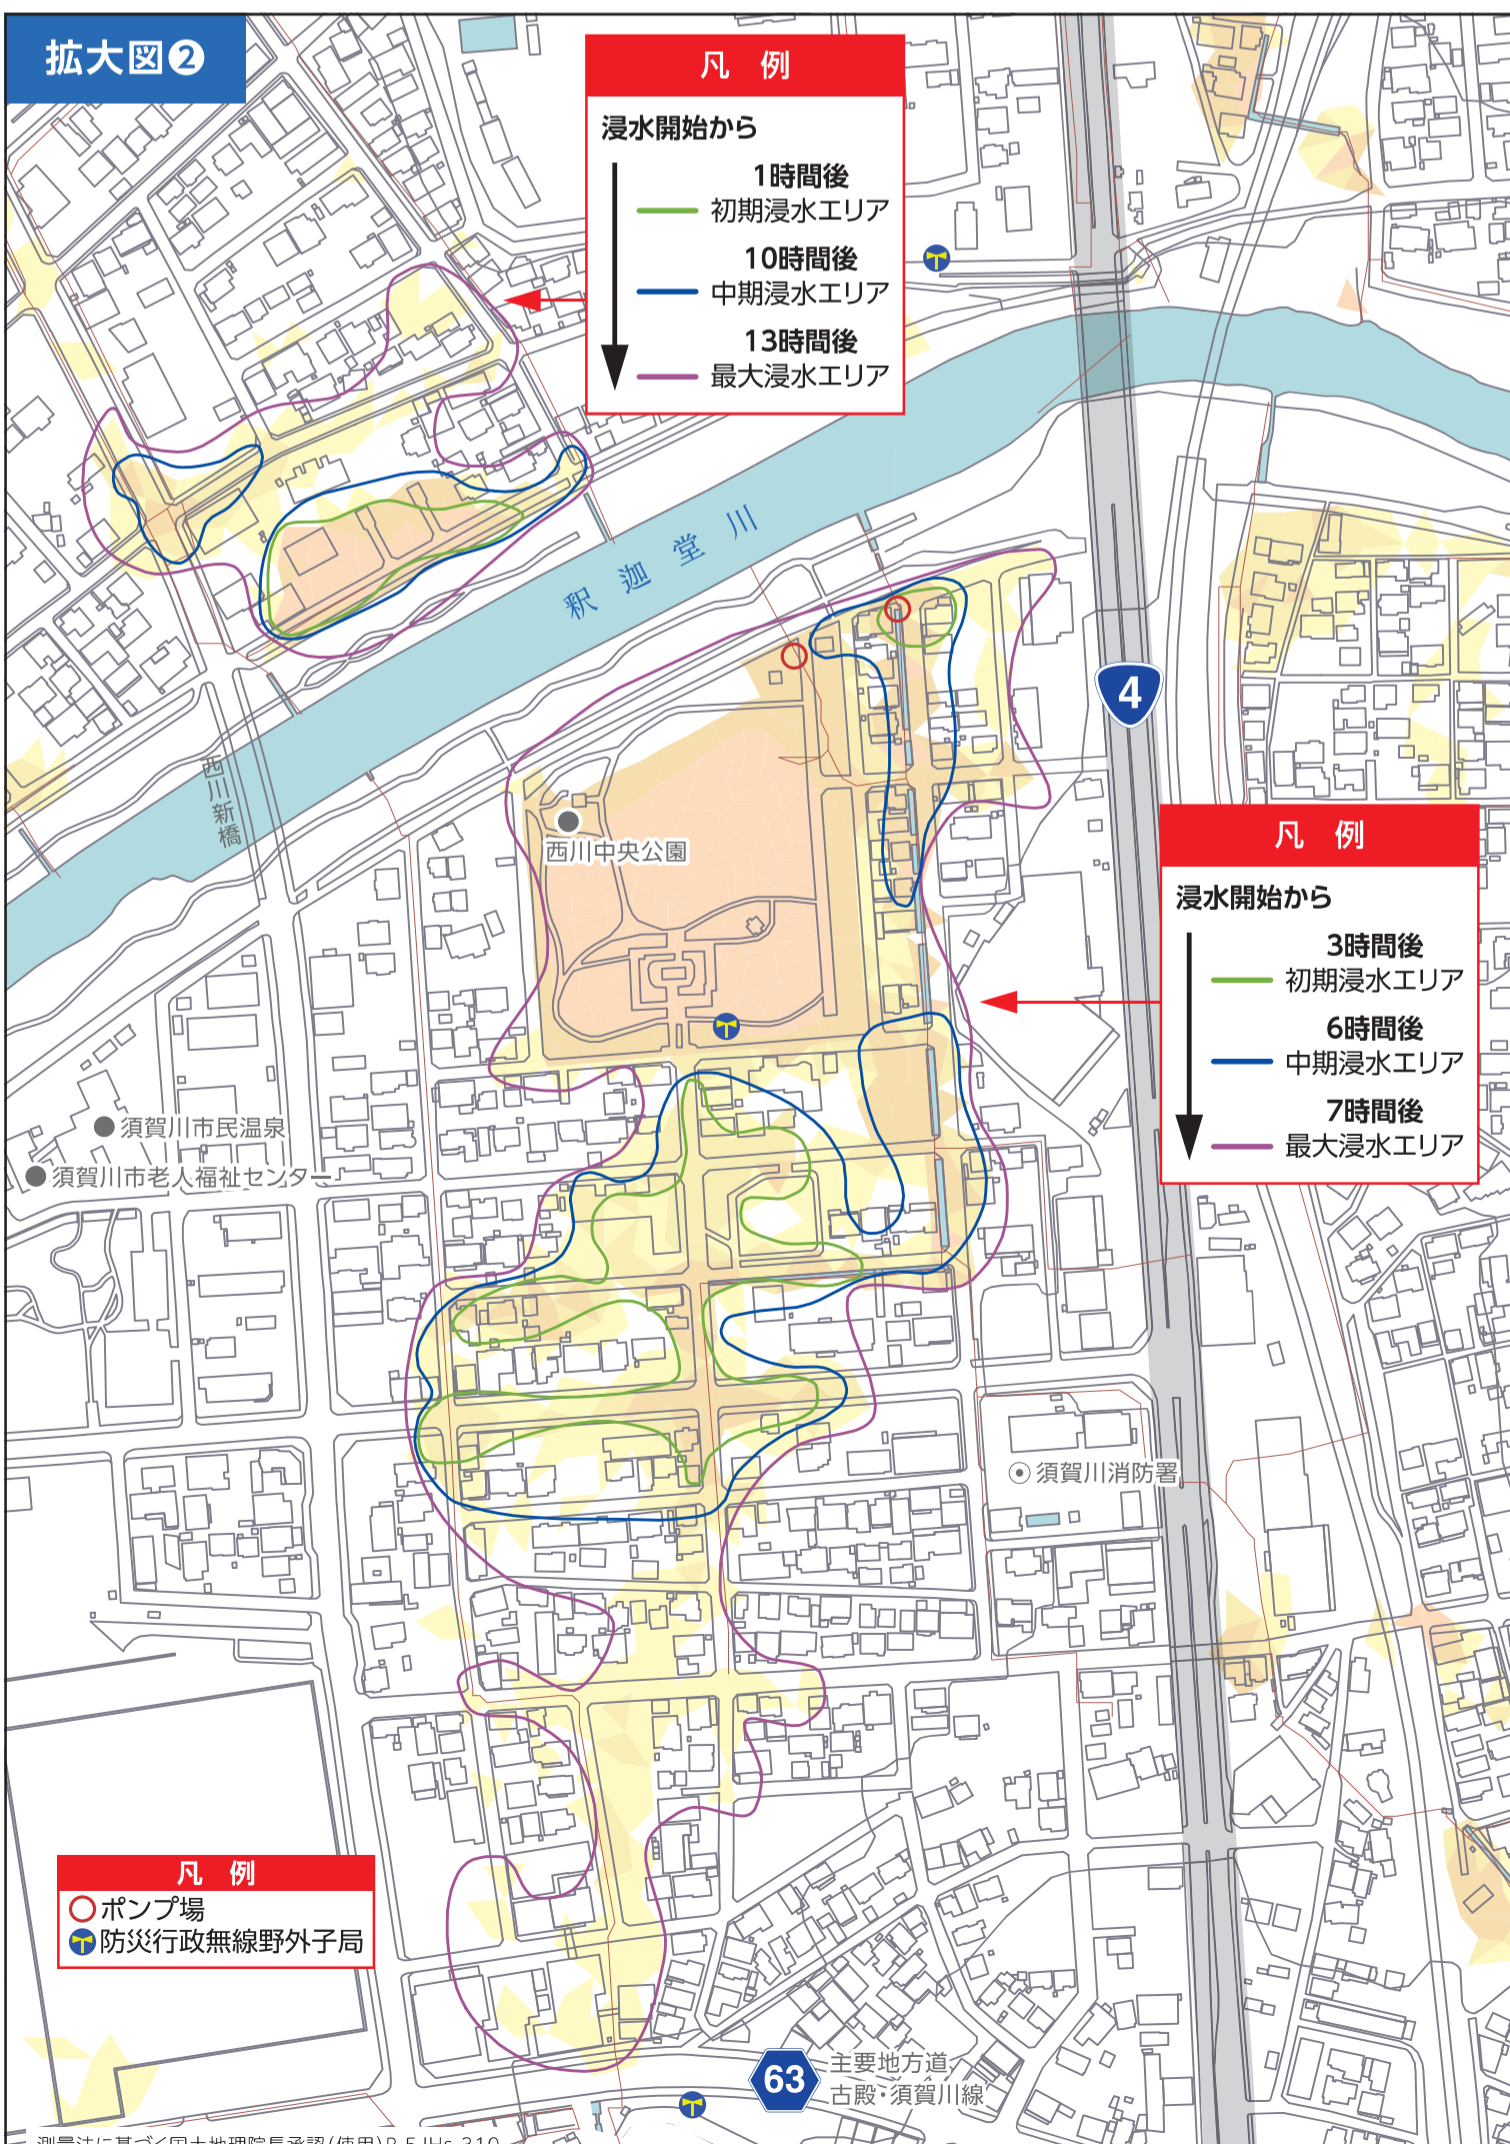 拡大図❷
凡 例
浸水開始から
1時間後
初期浸水エリア
10時間後
中期浸水エリア
13時間後
最大浸水エリア
釈迦堂川
4
西川新橋
西川中央公園
凡 例
浸水開始から
3時間後
初期浸水エリア
6時間後
中期浸水エリア
7時間後
最大浸水エリア
須賀川市民温泉
須賀川市老人福祉センター
須賀川消防署
凡 例
ポンプ場
防災行政無線野外子局
63
主要地方道
古殿・須賀川線